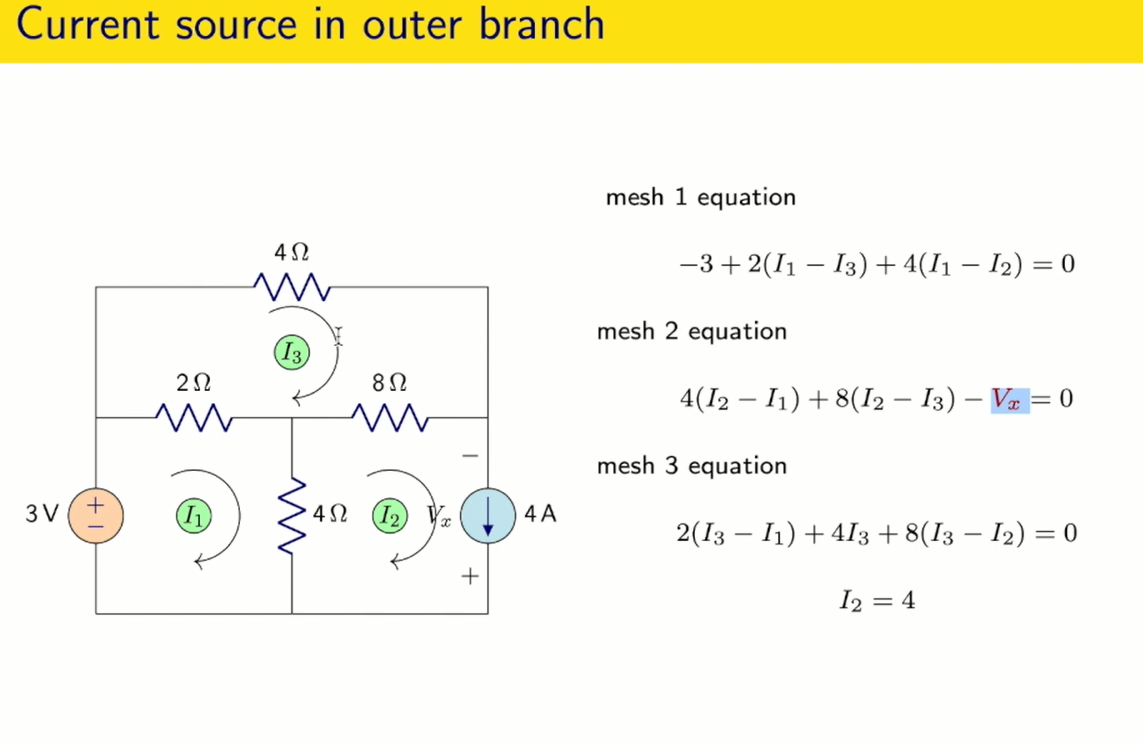 Current source in outer branch
mesh 1 equation
−3 + 2(I₁ − I₃) + 4(I₁ − I₂) = 0
4 Ω
mesh 2 equation
I₃
2 Ω
8 Ω
4(I₂ − I₁) + 8(I₂ − I₃) − Vₓ = 0
−
mesh 3 equation
3 V
+
−
I₁
4 Ω
I₂
Vₓ
4 A
2(I₃ − I₁) + 4I₃ + 8(I₃ − I₂) = 0
+
I₂ = 4